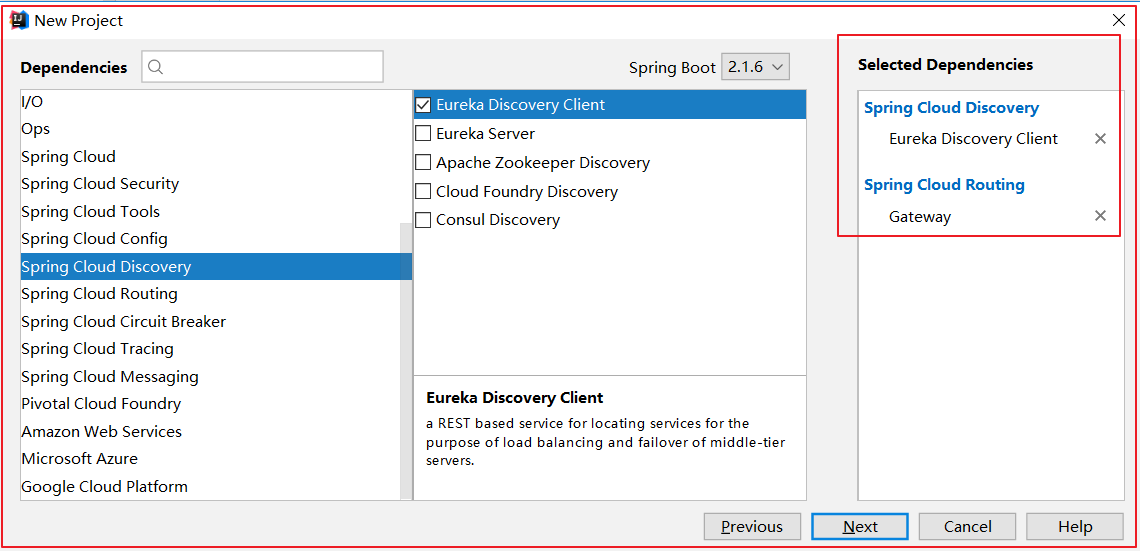 New Project
Dependencies
Spring Boot 2.1.6
Selected Dependencies
I/O
Ops
Spring Cloud
Spring Cloud Security
Spring Cloud Tools
Spring Cloud Config
Spring Cloud Discovery
Spring Cloud Routing
Spring Cloud Circuit Breaker
Spring Cloud Tracing
Spring Cloud Messaging
Pivotal Cloud Foundry
Amazon Web Services
Microsoft Azure
Google Cloud Platform
Eureka Discovery Client
Eureka Server
Apache Zookeeper Discovery
Cloud Foundry Discovery
Consul Discovery
Eureka Discovery Client
a REST based service for locating services for the
purpose of load balancing and failover of middle-tier
servers.
Spring Cloud Discovery
Eureka Discovery Client
Spring Cloud Routing
Gateway
Previous
Next
Cancel
Help